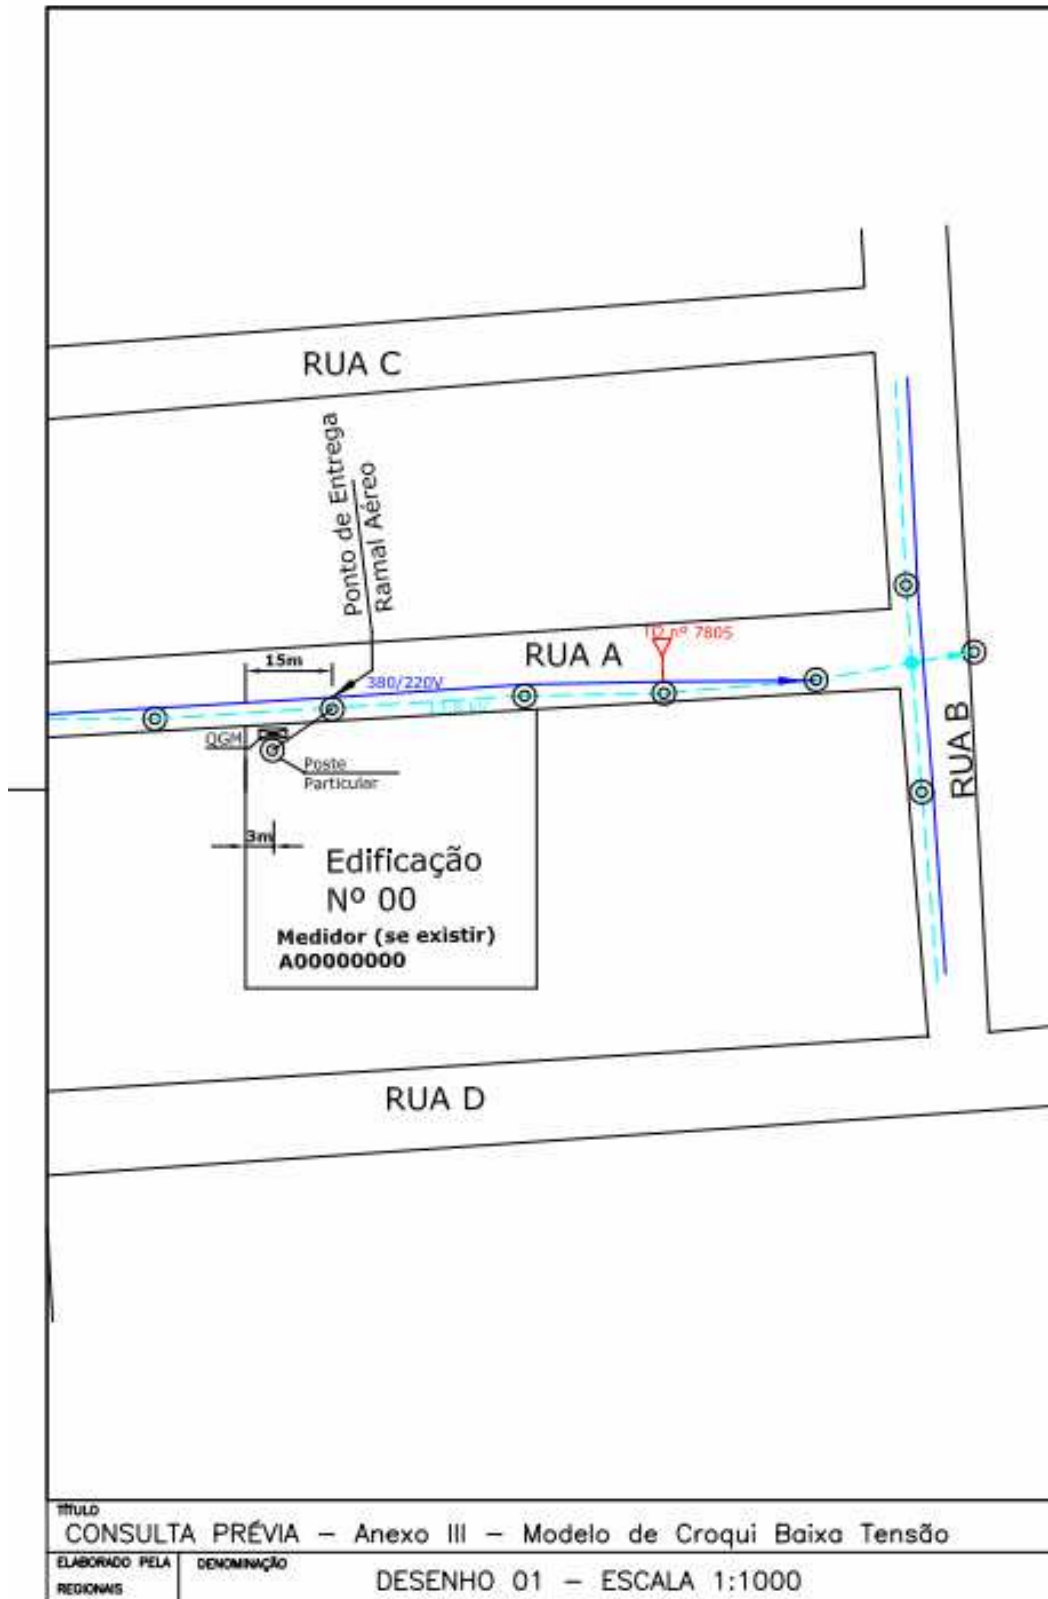 RUA C
Ponto de Entrega
Ramal Aéreo
TD nº 7805
RUA A
15m
380/220V
QGM
Poste
Particular
RUA B
3m
Edificação
Nº 00
Medidor (se existir)
A00000000
RUA D
TÍTULO
CONSULTA PRÉVIA – Anexo III – Modelo de Croqui Baixa Tensão
ELABORADO PELA
REGIONAIS
DENOMINAÇÃO
DESENHO 01 – ESCALA 1:1000